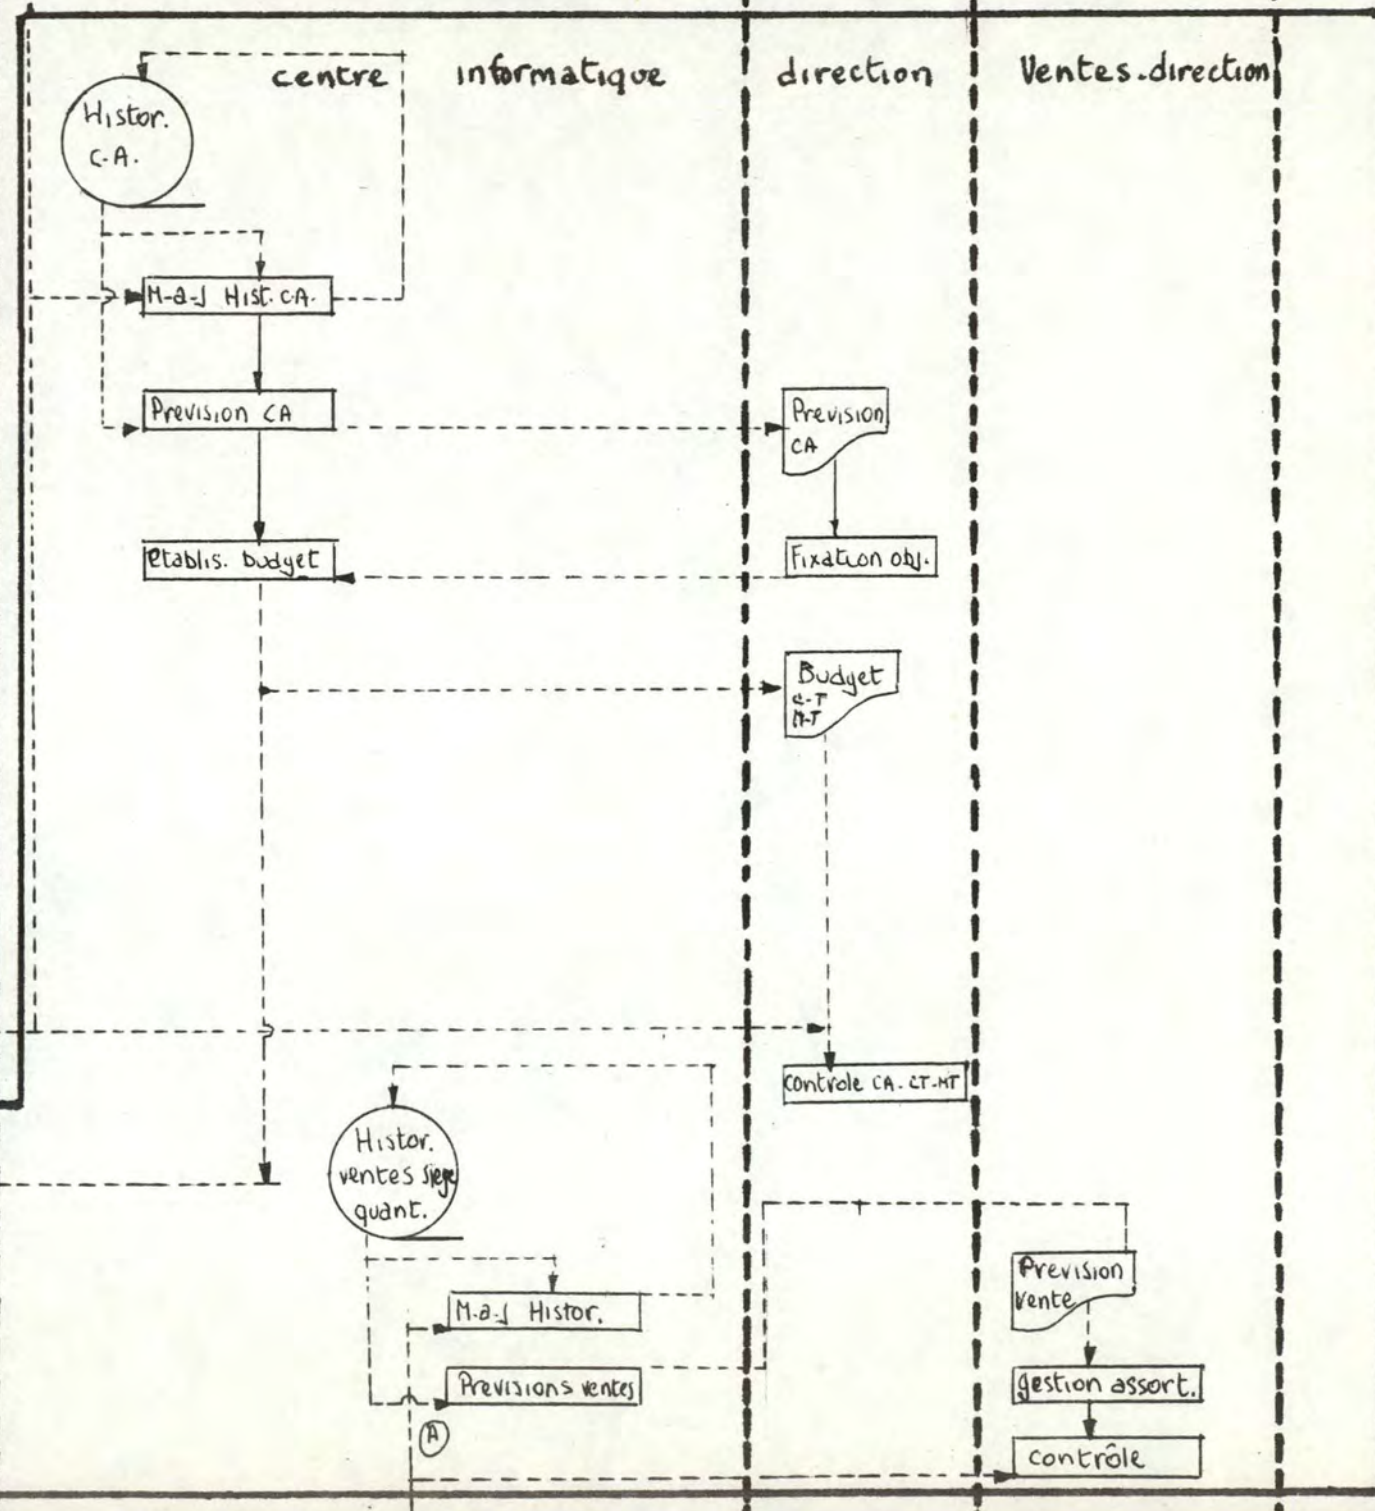 centre informatique
direction
Ventes.direction
Histor.
C.A.
M-a-J Hist. C.A.
Prevision CA
Prevision
CA
etablis. budget
Fixation obj.
Budget
C-T
M-T
controle CA. CT-MT
Histor.
ventes siege
quant.
M.a-J Histor.
Previsions ventes
A
Prevision
vente
gestion assort.
contrôle